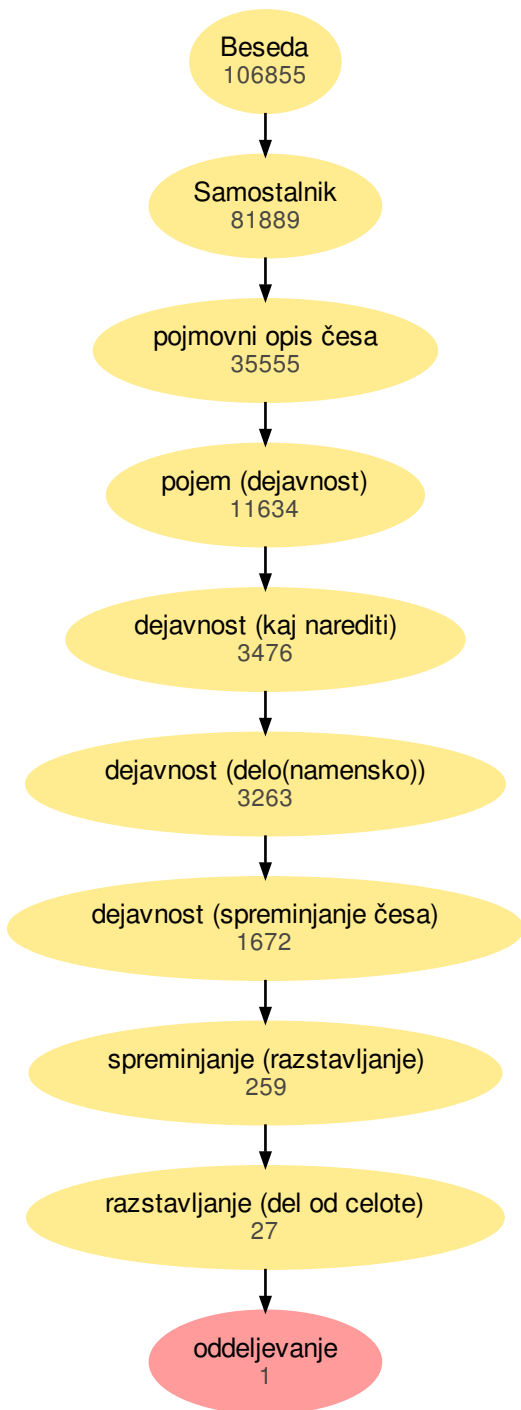 Beseda
106855
Samostalnik
81889
pojmovni opis česa
35555
pojem (dejavnost)
11634
dejavnost (kaj narediti)
3476
dejavnost (delo(namensko))
3263
dejavnost (spreminjanje česa)
1672
spreminjanje (razstavljanje)
259
razstavljanje (del od celote)
27
oddeljevanje
1